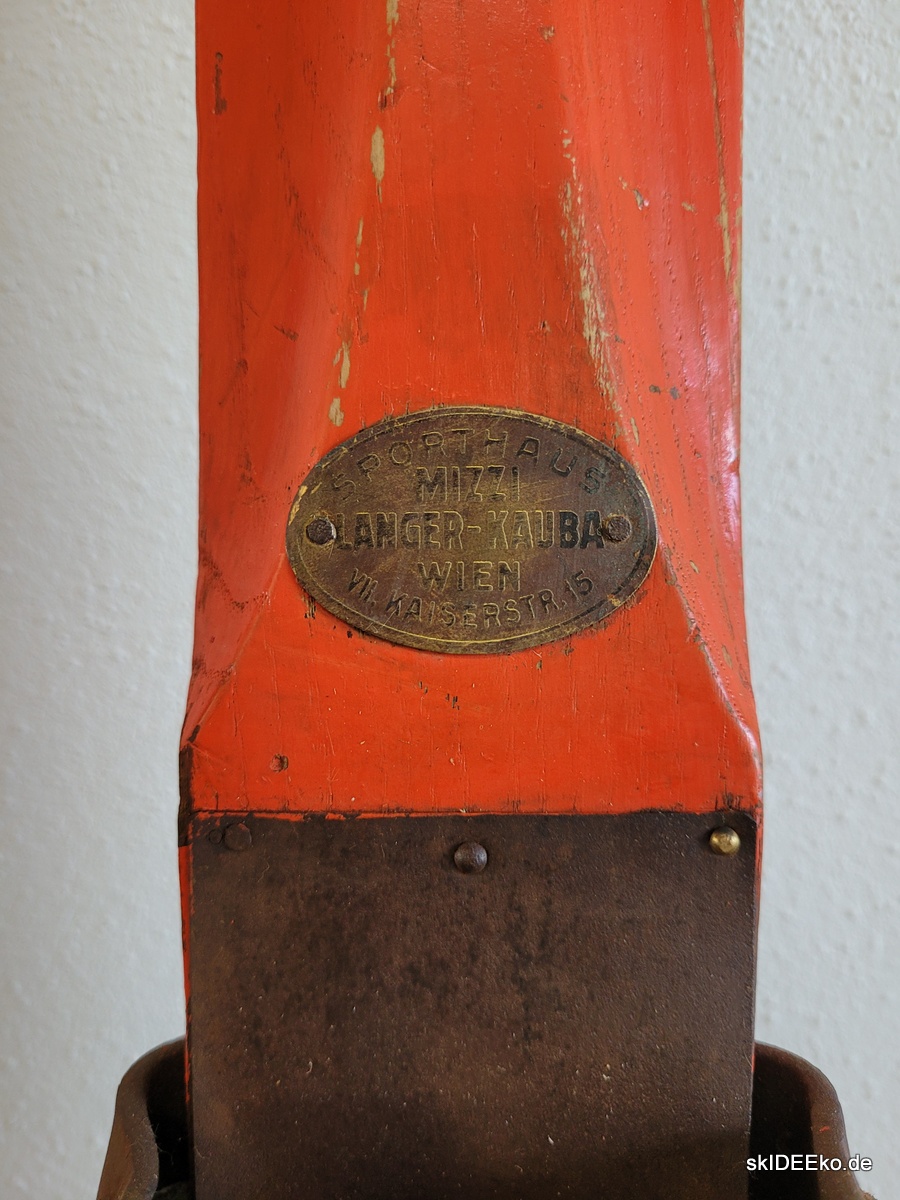 SPORTHAUS
MIZZI
LANGER-KAUBA
WIEN
VII. KAISERSTR. 15
skIDEEko.de